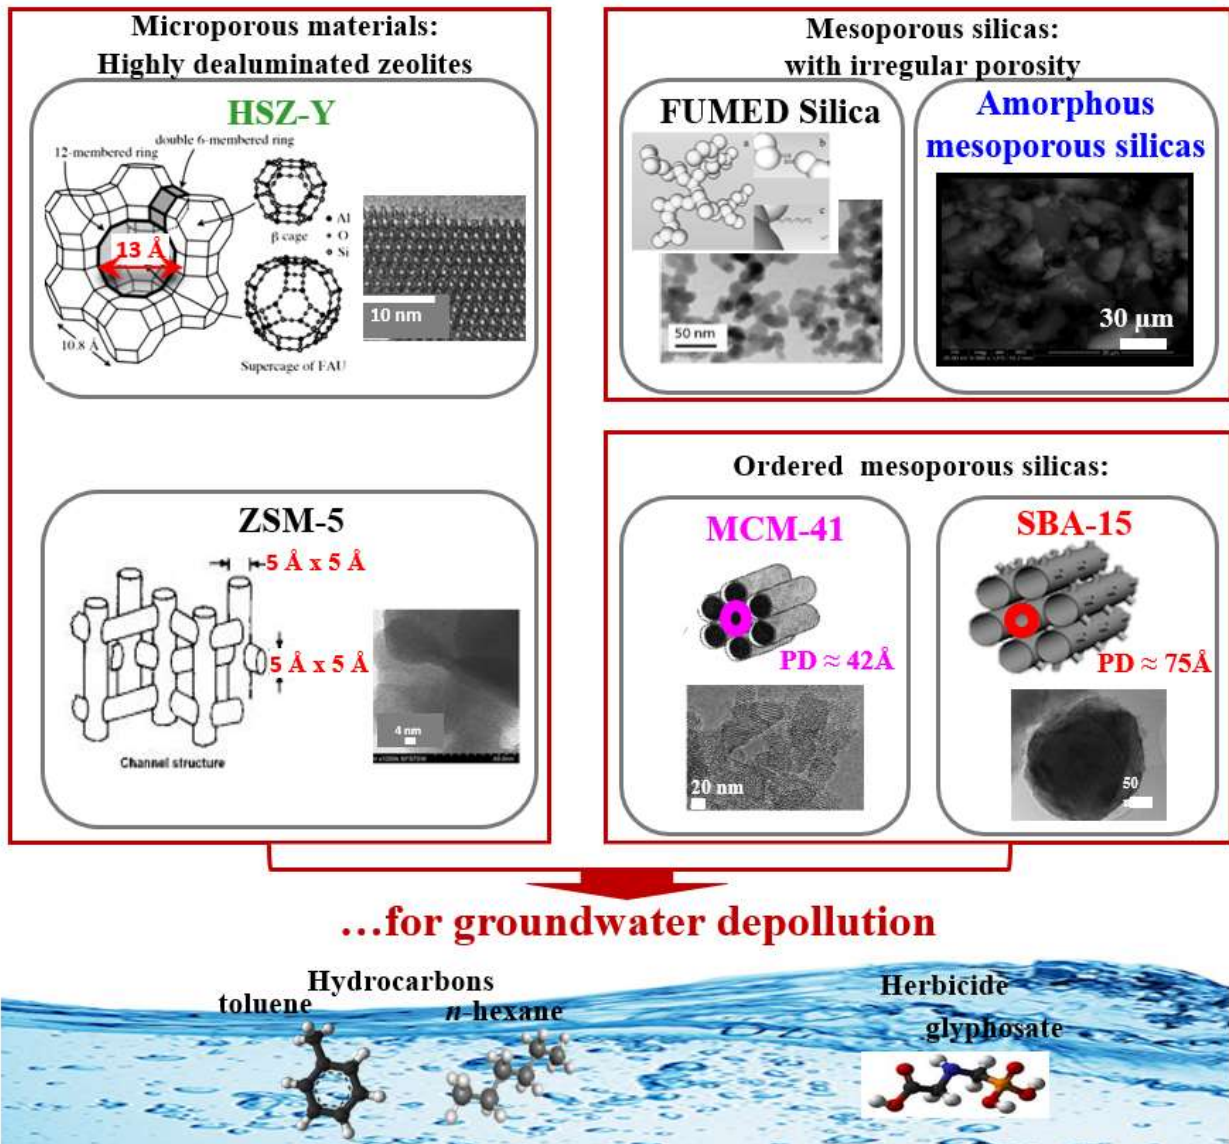 Microporous materials:
Highly dealuminated zeolites
HSZ-Y
double 6-membered ring
12-membered ring
Al
O
Si
β cage
13 Å
10 nm
10.8 Å
Supercage of FAU
ZSM-5
5 Å x 5 Å
5 Å x 5 Å
4 nm
Channel structure
Mesoporous silicas:
with irregular porosity
FUMED Silica
a
b
c
50 nm
Amorphous
mesoporous silicas
30 µm
Ordered mesoporous silicas:
MCM-41
PD ≈ 42Å
20 nm
SBA-15
PD ≈ 75Å
50
…for groundwater depollution
Hydrocarbons
toluene
n-hexane
Herbicide
glyphosate